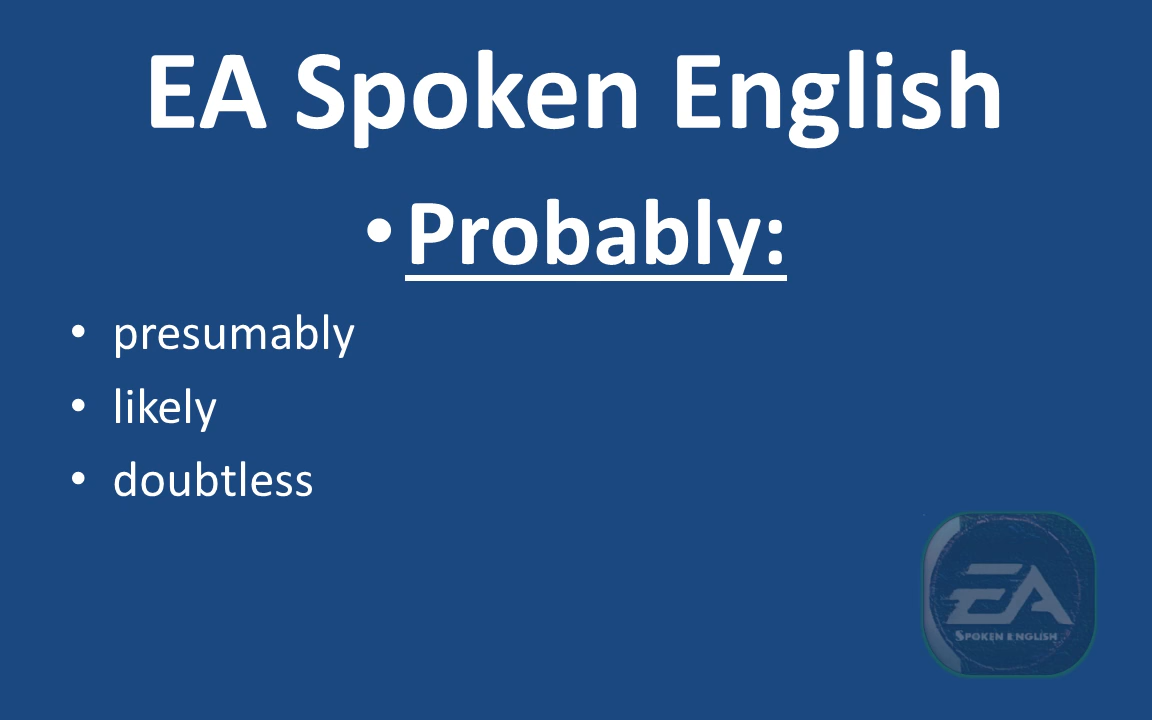 EA Spoken English
• Probably:
• presumably
• likely
• doubtless
EA
SPOKEN ENGLISH